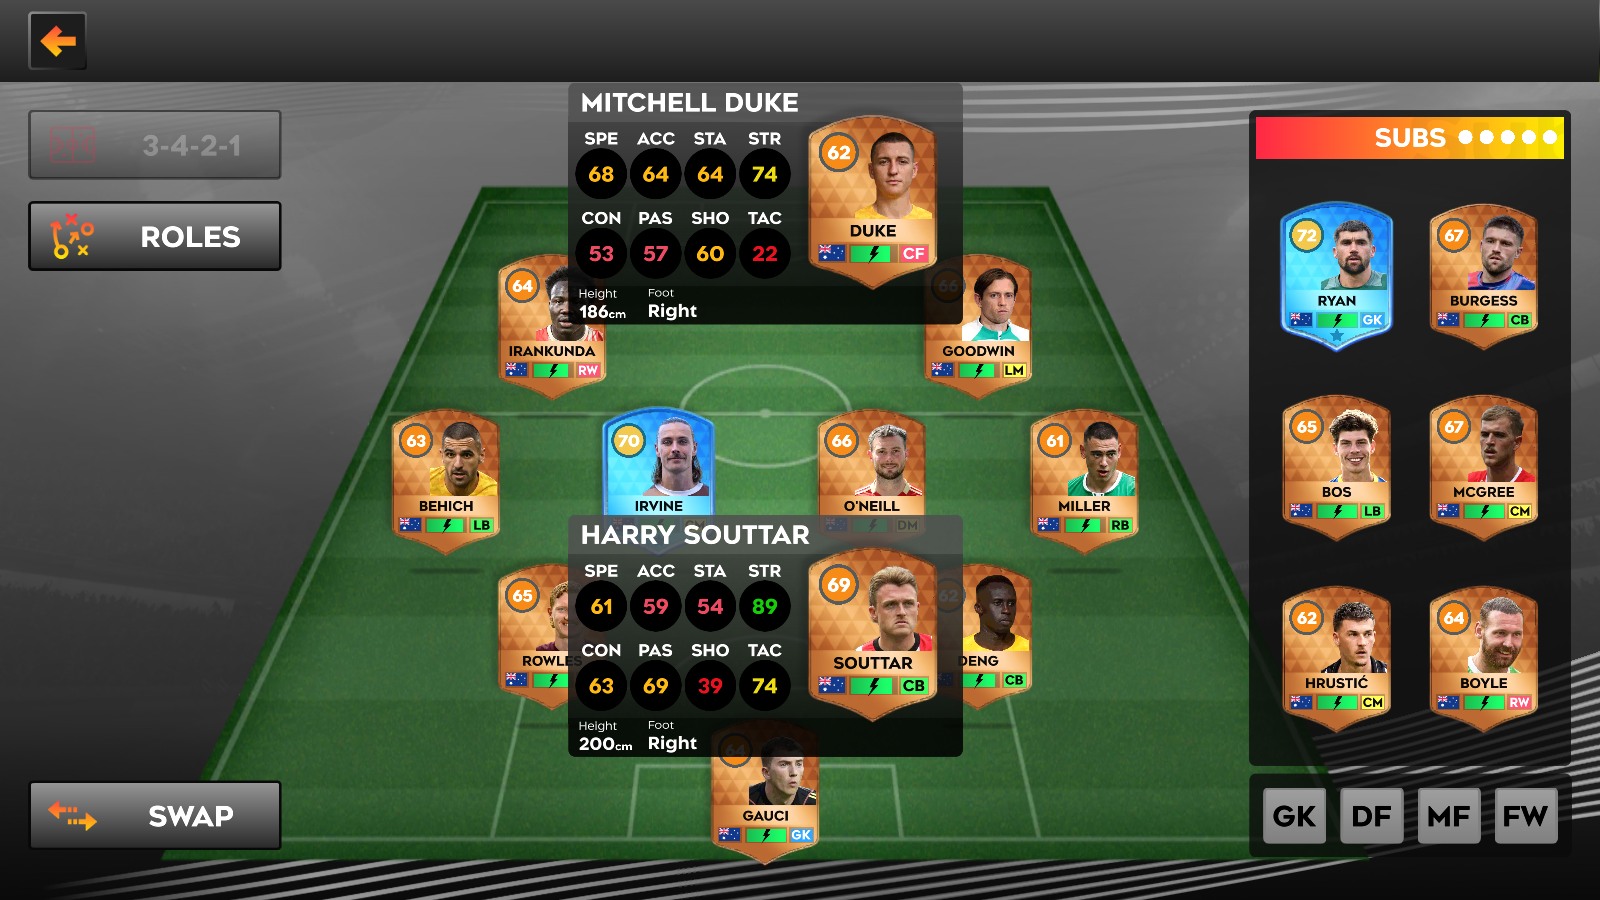 3-4-2-1
ROLES
MITCHELL DUKE
SPE ACC STA STR
68 64 64 74
CON PAS SHO TAC
53 57 60 22
Height Foot
186cm Right
62
DUKE
CF
64
IRANKUNDA
RW
66
GOODWIN
LM
63
BEHICH
LB
70
IRVINE
CM
66
O'NEILL
DM
61
MILLER
RB
HARRY SOUTTAR
SPE ACC STA STR
61 59 54 89
CON PAS SHO TAC
63 69 39 74
Height Foot
200cm Right
69
SOUTTAR
CB
65
ROWLES
62
DENG
CB
64
GAUCI
GK
SWAP
SUBS
72
RYAN
GK
67
BURGESS
CB
65
BOS
LB
67
MCGREE
CM
62
HRUSTIĆ
CM
64
BOYLE
RW
GK DF MF FW